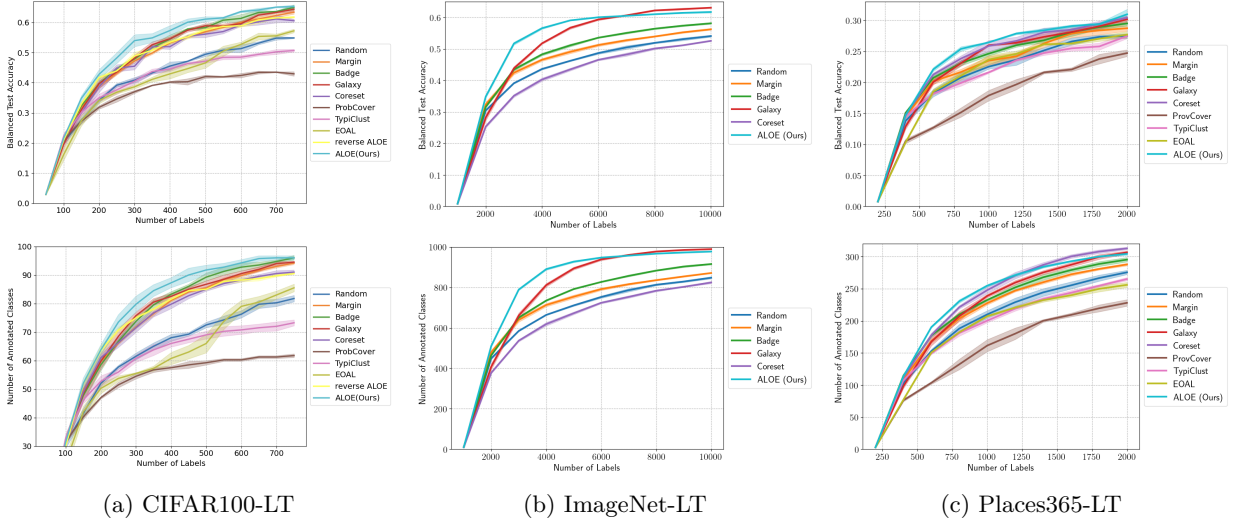 Balanced Test Accuracy
0.6
0.5
0.4
0.3
0.2
0.1
0.0
100 200 300 400 500 600 700
Number of Labels
Random
Margin
Badge
Galaxy
Coreset
ProbCover
TypiClust
EOAL
reverse ALOE
ALOE(Ours)
Balanced Test Accuracy
0.6
0.5
0.4
0.3
0.2
0.1
0.0
2000 4000 6000 8000 10000
Number of Labels
Random
Margin
Badge
Galaxy
Coreset
ALOE (Ours)
Balanced Test Accuracy
0.30
0.25
0.20
0.15
0.10
0.05
0.00
250 500 750 1000 1250 1500 1750 2000
Number of Labels
Random
Margin
Badge
Galaxy
Coreset
ProvCover
TypiClust
EOAL
ALOE (Ours)
Number of Annotated Classes
100
90
80
70
60
50
40
30
100 200 300 400 500 600 700
Number of Labels
Random
Margin
Badge
Galaxy
Coreset
ProbCover
TypiClust
EOAL
reverse ALOE
ALOE(Ours)
Number of Annotated Classes
1000
800
600
400
200
0
2000 4000 6000 8000 10000
Number of Labels
Random
Margin
Badge
Galaxy
Coreset
ALOE (Ours)
Number of Annotated Classes
300
250
200
150
100
50
0
250 500 750 1000 1250 1500 1750 2000
Number of Labels
Random
Margin
Badge
Galaxy
Coreset
ProvCover
TypiClust
EOAL
ALOE (Ours)
(a) CIFAR100-LT
(b) ImageNet-LT
(c) Places365-LT